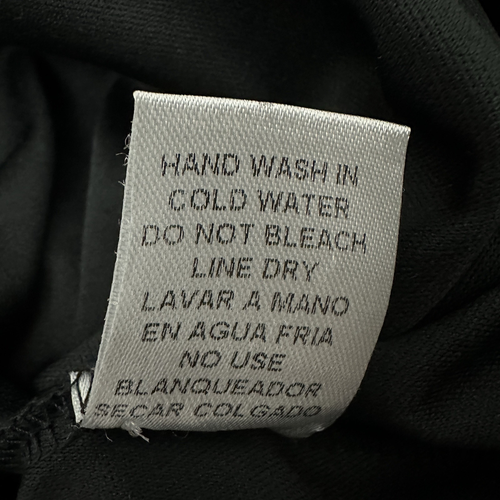 HAND WASH IN
COLD WATER
DO NOT BLEACH
LINE DRY
LAVAR A MANO
EN AGUA FRIA
NO USE
BLANQUEADOR
SECAR COLGADO